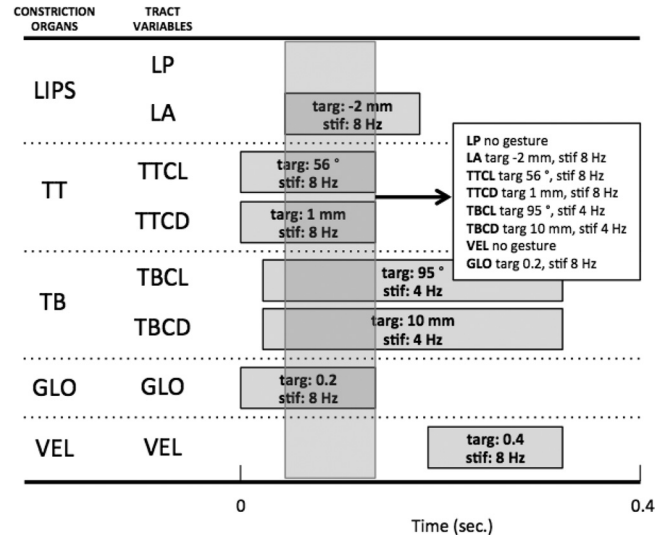 CONSTRICTION
ORGANS
TRACT
VARIABLES
LIPS
LP
LA
targ: -2 mm
stif: 8 Hz
TT
TTCL
targ: 56 °
stif: 8 Hz
TTCD
targ: 1 mm
stif: 8 Hz
LP no gesture
LA targ -2 mm, stif 8 Hz
TTCL targ 56 °, stif 8 Hz
TTCD targ 1 mm, stif 8 Hz
TBCL targ 95 °, stif 4 Hz
TBCD targ 10 mm, stif 4 Hz
VEL no gesture
GLO targ 0.2, stif 8 Hz
TB
TBCL
targ: 95 °
stif: 4 Hz
TBCD
targ: 10 mm
stif: 4 Hz
GLO
GLO
targ: 0.2
stif: 8 Hz
VEL
VEL
targ: 0.4
stif: 8 Hz
0
0.4
Time (sec.)